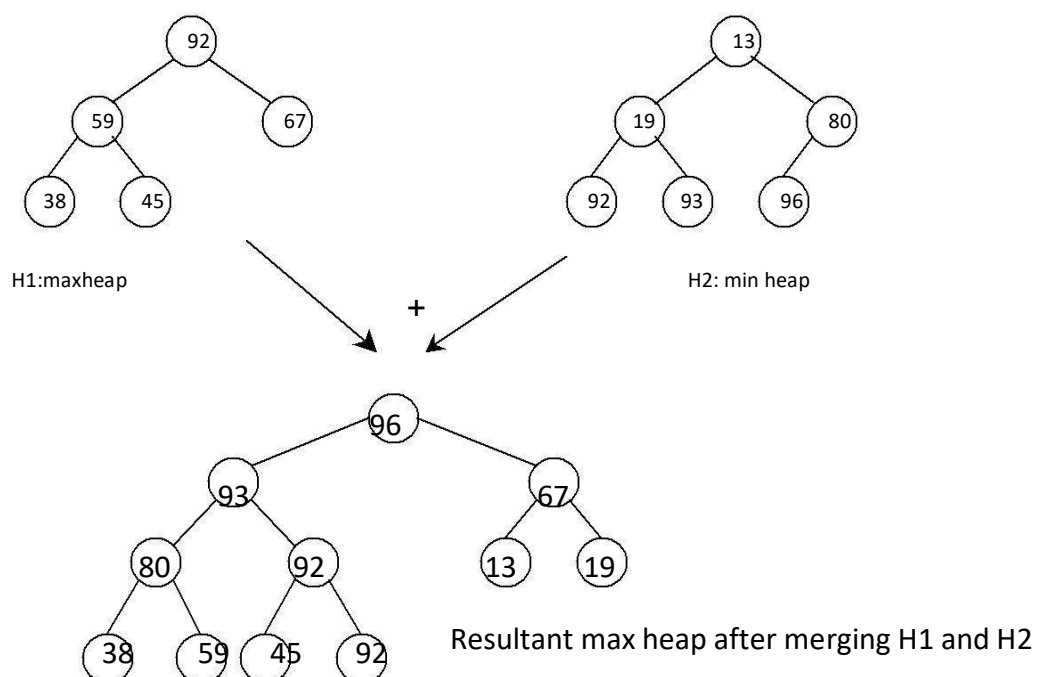 92 13
59 67 19 80
38 45 92 93 96
H1:maxheap H2: min heap
+
96
93 67
80 92 13 19
38 59 45 92
Resultant max heap after merging H1 and H2